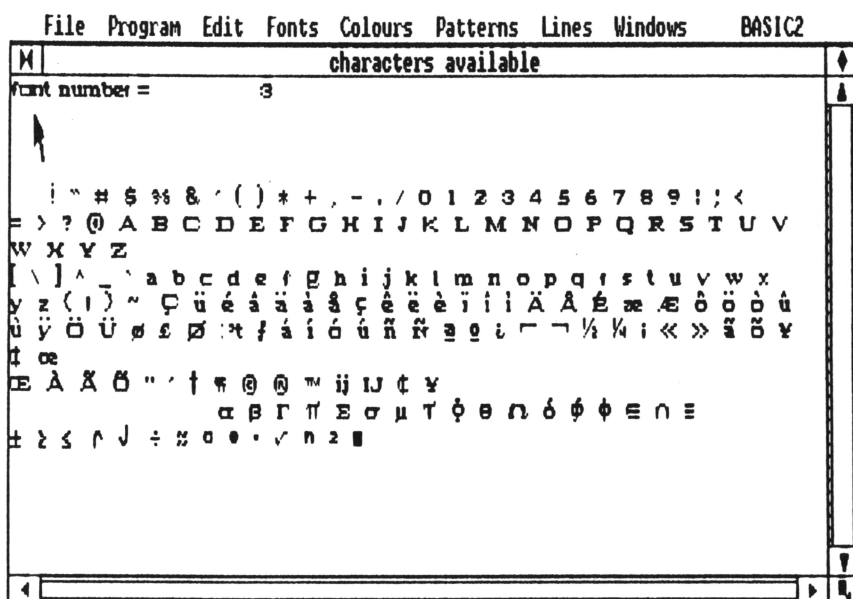 File Program Edit Fonts Colours Patterns Lines Windows BASIC2
characters available
font number = 3
! " # $ % & ' ( ) * + , - . / 0 1 2 3 4 5 6 7 8 9 : ; <
= > ? @ A B C D E F G H I J K L M N O P Q R S T U V
W X Y Z
[ \ ] ^ _ ` a b c d e f g h i j k l m n o p q r s t u v w x
y z { | } ~ Ç ü é â ä à å ç ê ë è ï î ì Ä Å É æ Æ ô ö ò û
ù ÿ Ö Ü ø £ Ø ƒ á í ó ú ñ Ñ ª º ¿ ⌐ ¬ ½ ¼ ¡ « » ã õ ¥
¢ œ
Œ À Ã Õ ¨ ´ † ¶ © ® ™ ij IJ ¢ ¥
α β Γ π Σ σ µ τ θ Ω δ ϕ ∈ ∩ ≡
± ≥ ≤ ⌠ ⌡ ÷ ≈ ° • · √ n 2 ■